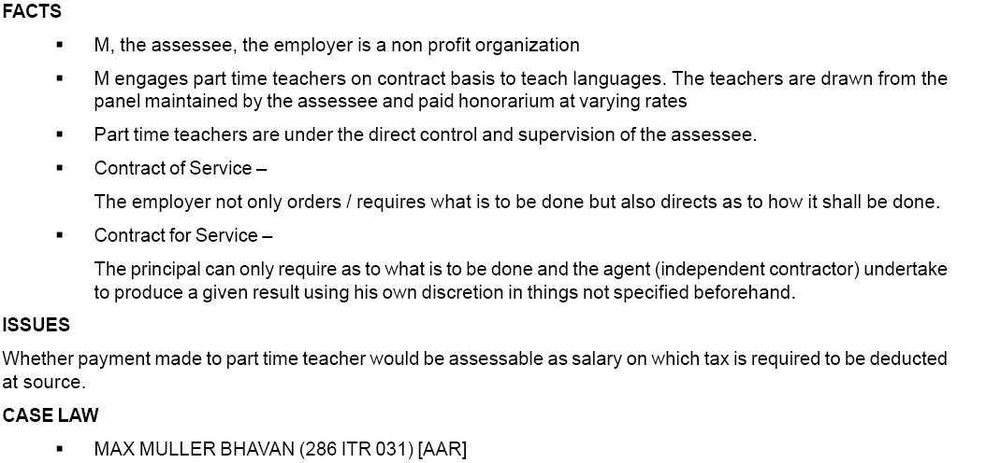 FACTS
▪ M, the assessee, the employer is a non profit organization
▪ M engages part time teachers on contract basis to teach languages. The teachers are drawn from the
panel maintained by the assessee and paid honorarium at varying rates
▪ Part time teachers are under the direct control and supervision of the assessee.
▪ Contract of Service –
The employer not only orders / requires what is to be done but also directs as to how it shall be done.
▪ Contract for Service –
The principal can only require as to what is to be done and the agent (independent contractor) undertake
to produce a given result using his own discretion in things not specified beforehand.
ISSUES
Whether payment made to part time teacher would be assessable as salary on which tax is required to be deducted
at source.
CASE LAW
▪ MAX MULLER BHAVAN (286 ITR 031) [AAR]